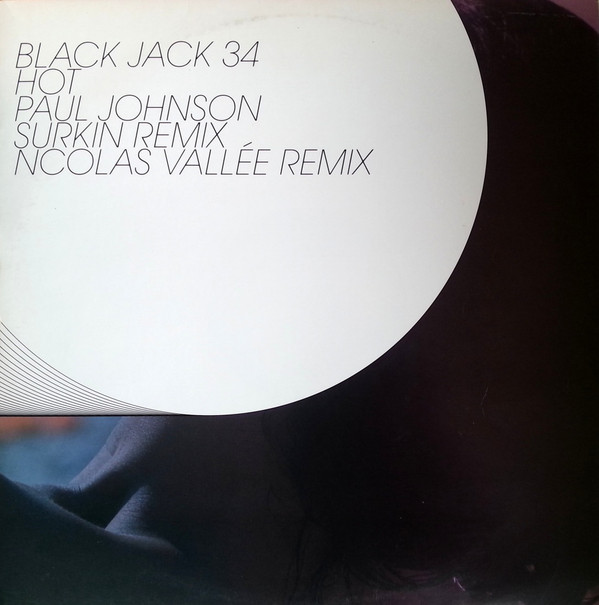 BLACK JACK 34
HOT
PAUL JOHNSON
SURKIN REMIX
NCOLAS VALLÉE REMIX